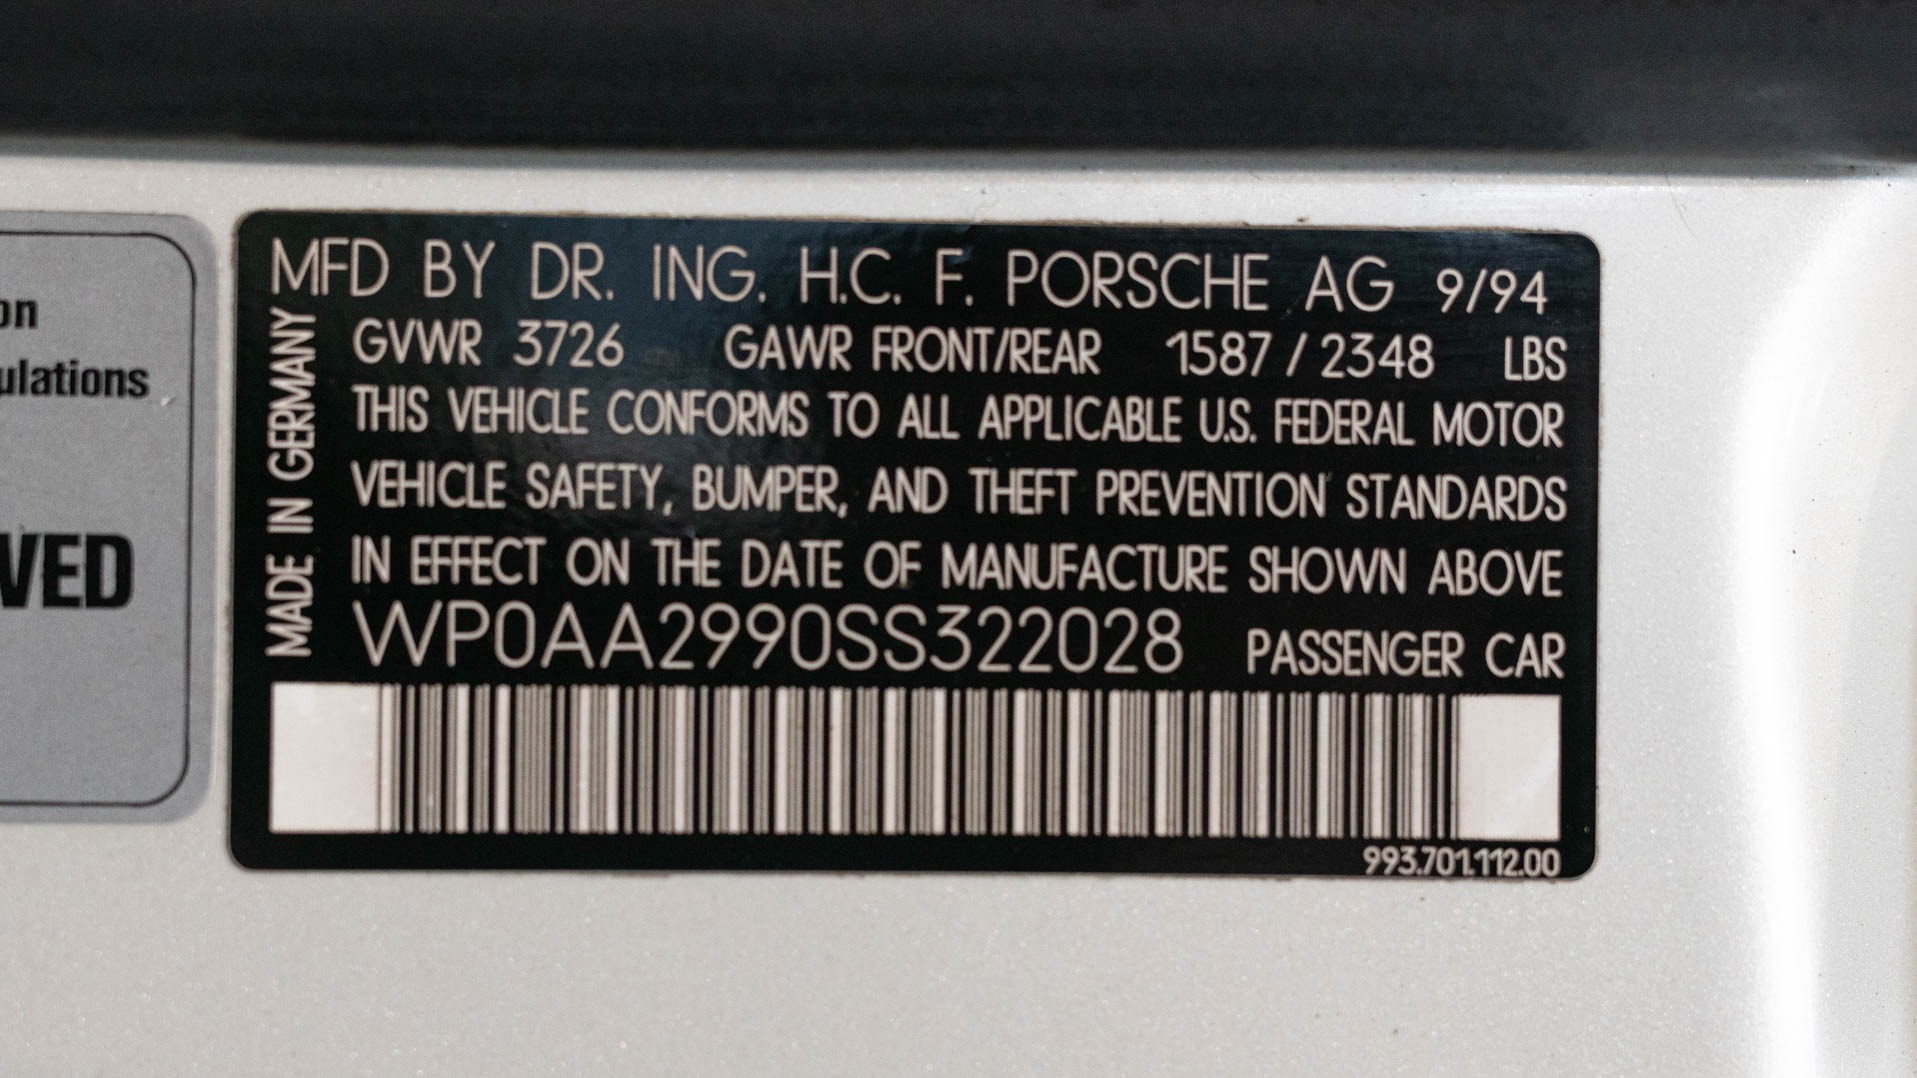 on
ulations
VED
MFD BY DR. ING. H.C. F. PORSCHE AG 9/94
GVWR 3726 GAWR FRONT/REAR 1587 / 2348 LBS
THIS VEHICLE CONFORMS TO ALL APPLICABLE U.S. FEDERAL MOTOR
VEHICLE SAFETY, BUMPER, AND THEFT PREVENTION STANDARDS
IN EFFECT ON THE DATE OF MANUFACTURE SHOWN ABOVE
WP0AA2990SS322028 PASSENGER CAR
993.701.112.00
MADE IN GERMANY